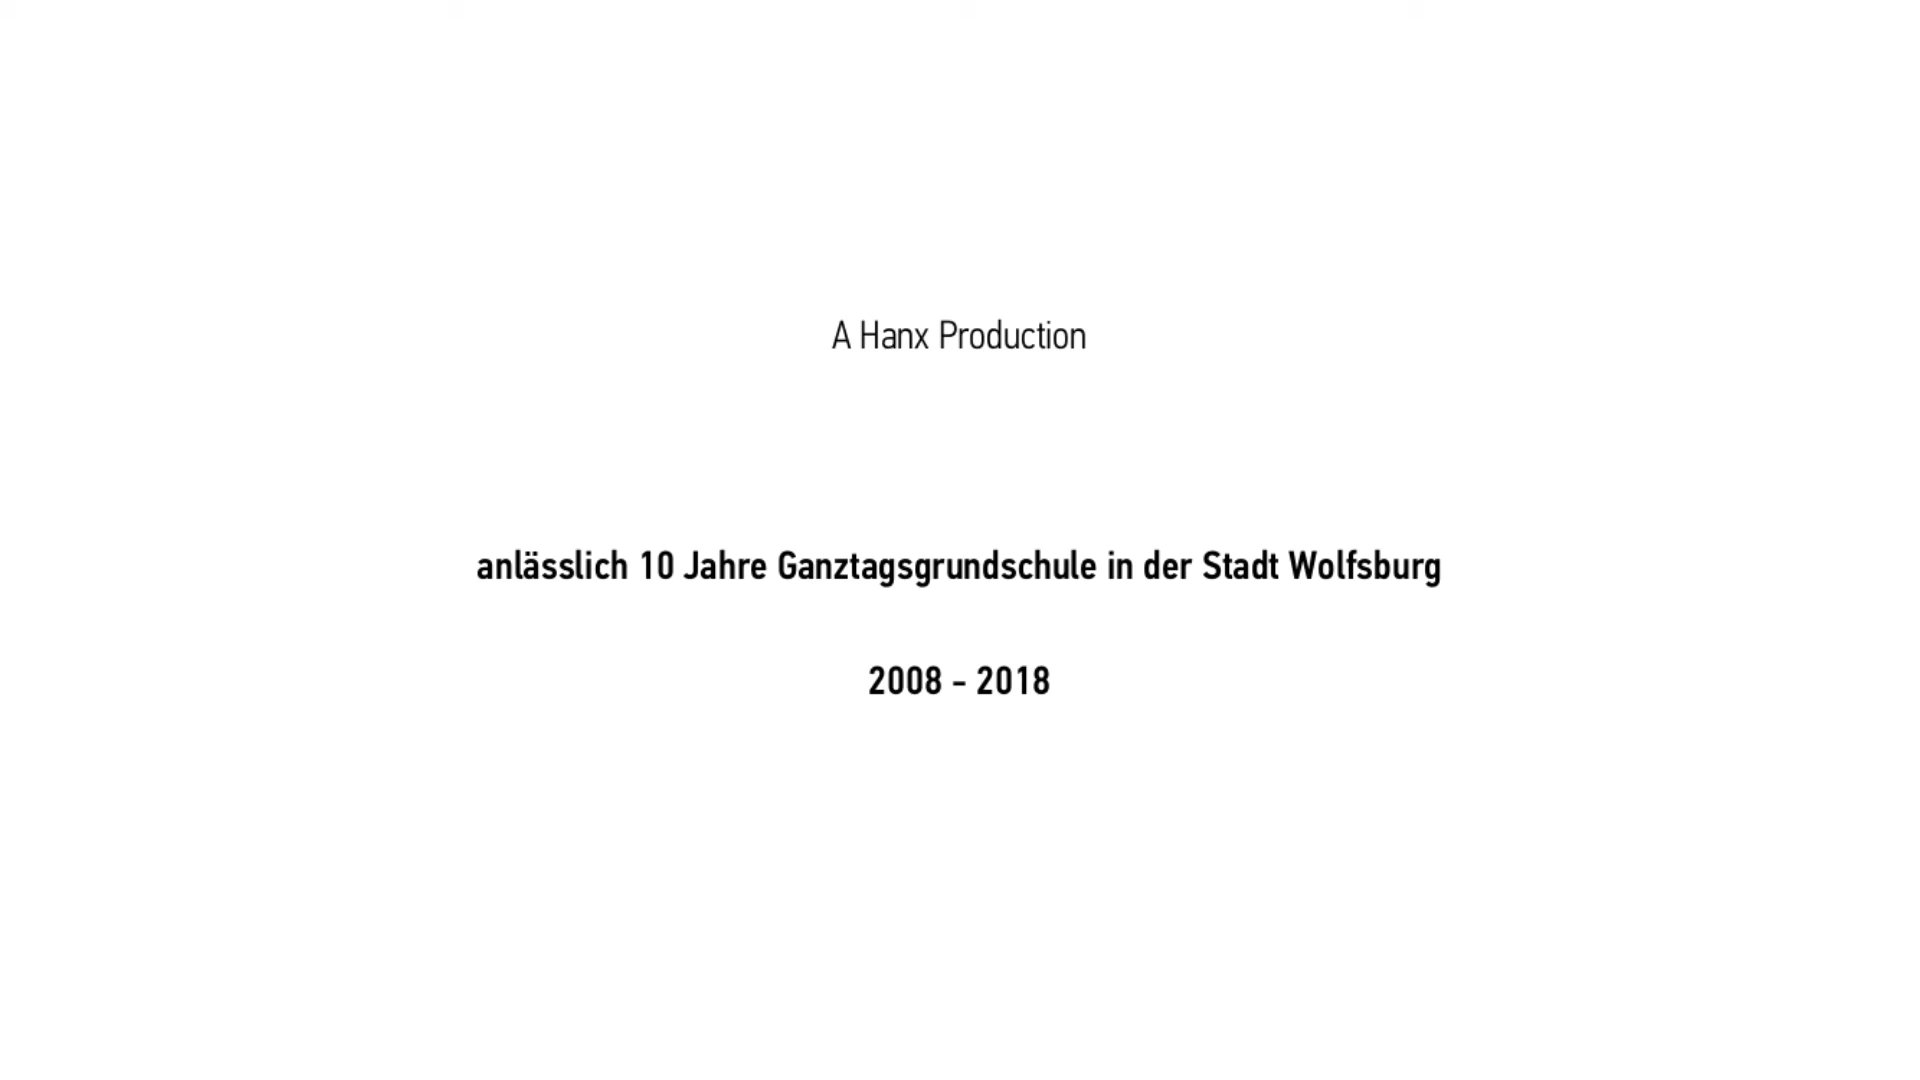 A Hanx Production
anlässlich 10 Jahre Ganztagsgrundschule in der Stadt Wolfsburg
2008 - 2018